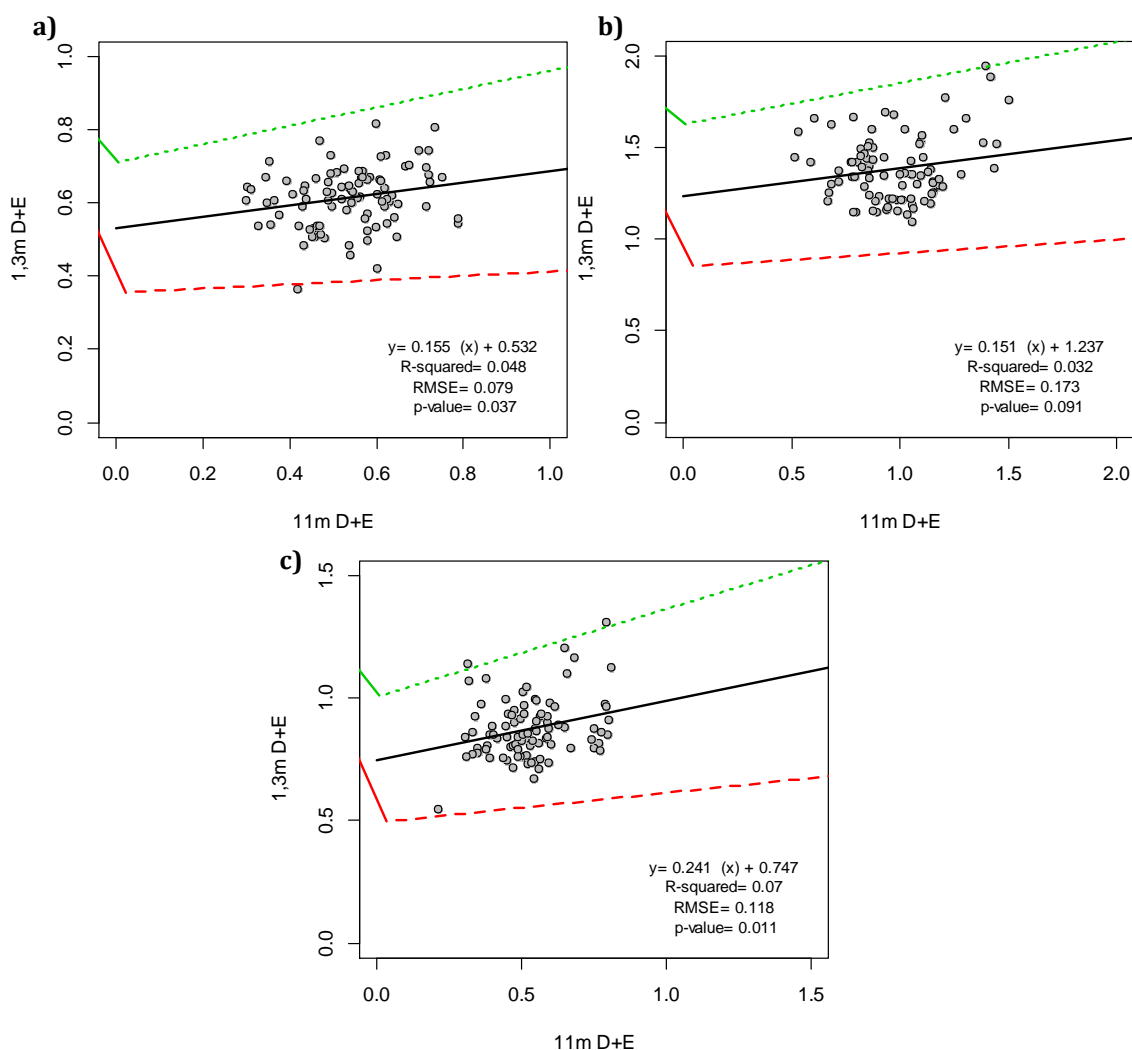 a)
1,3m D+E
1.0
0.8
0.6
0.4
0.2
0.0
y= 0.155 (x) + 0.532
R-squared= 0.048
RMSE= 0.079
p-value= 0.037
0.0 0.2 0.4 0.6 0.8 1.0
11m D+E
b)
1,3m D+E
2.0
1.5
1.0
0.5
0.0
y= 0.151 (x) + 1.237
R-squared= 0.032
RMSE= 0.173
p-value= 0.091
0.0 0.5 1.0 1.5 2.0
11m D+E
c)
1,3m D+E
1.5
1.0
0.5
0.0
y= 0.241 (x) + 0.747
R-squared= 0.07
RMSE= 0.118
p-value= 0.011
0.0 0.5 1.0 1.5
11m D+E